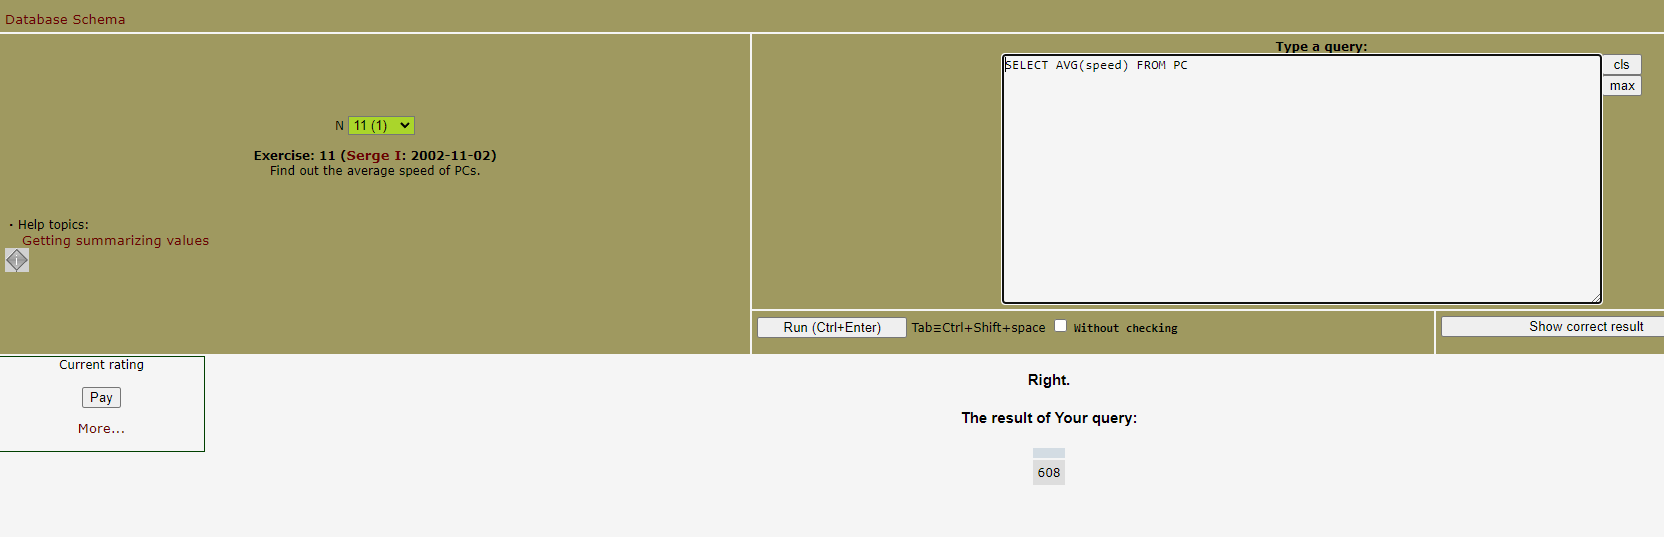 Database Schema
N 11 (1)
Exercise: 11 (Serge I: 2002-11-02)
Find out the average speed of PCs.
· Help topics:
Getting summarizing values
i
Type a query:
SELECT AVG(speed) FROM PC
cls
max
Run (Ctrl+Enter) Tab≡Ctrl+Shift+space Without checking
Show correct result
Current rating
Pay
More...
Right.
The result of Your query:
608